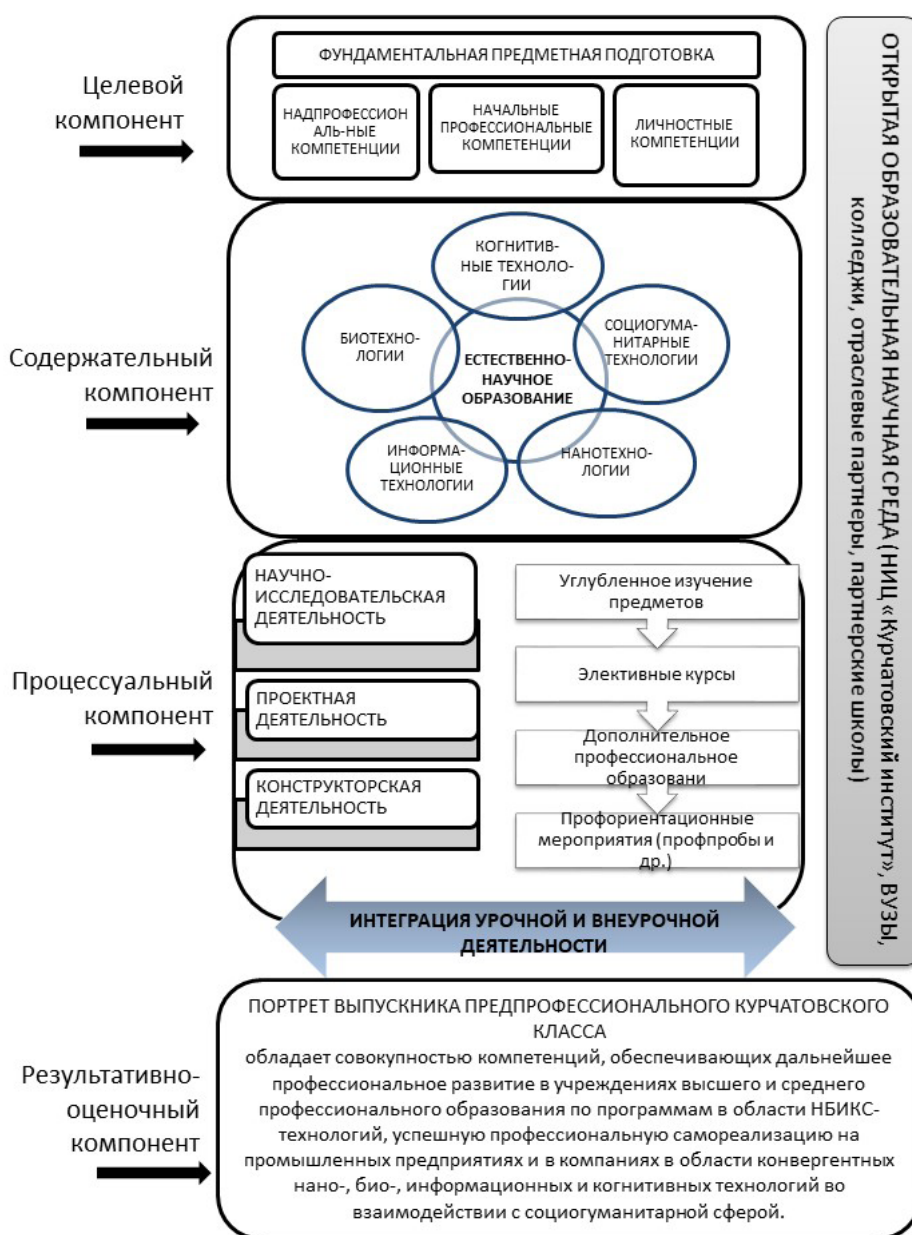 Целевой
компонент
ФУНДАМЕНТАЛЬНАЯ ПРЕДМЕТНАЯ ПОДГОТОВКА
НАДПРОФЕССИОН
АЛЬ-НЫЕ
КОМПЕТЕНЦИИ
НАЧАЛЬНЫЕ
ПРОФЕССИОНАЛЬНЫЕ
КОМПЕТЕНЦИИ
ЛИЧНОСТНЫЕ
КОМПЕТЕНЦИИ
Содержательный
компонент
КОГНИТИВ-
НЫЕ ТЕХНОЛО-
ГИИ
БИОТЕХНО-
ЛОГИИ
СОЦИОГУМА-
НИТАРНЫЕ
ТЕХНОЛОГИИ
ЕСТЕСТВЕННО-
НАУЧНОЕ
ОБРАЗОВАНИЕ
ИНФОРМА-
ЦИОННЫЕ
ТЕХНОЛОГИИ
НАНОТЕХНО-
ЛОГИИ
Процессуальный
компонент
НАУЧНО-
ИССЛЕДОВАТЕЛЬСКАЯ
ДЕЯТЕЛЬНОСТЬ
ПРОЕКТНАЯ
ДЕЯТЕЛЬНОСТЬ
КОНСТРУКТОРСКАЯ
ДЕЯТЕЛЬНОСТЬ
Углубленное изучение
предметов
Элективные курсы
Дополнительное
профессиональное
образовани
Профориентационные
мероприятия (профпробы и
др.)
ИНТЕГРАЦИЯ УРОЧНОЙ И ВНЕУРОЧНОЙ
ДЕЯТЕЛЬНОСТИ
ОТКРЫТАЯ ОБРАЗОВАТЕЛЬНАЯ НАУЧНАЯ СРЕДА (НИЦ «Курчатовский институт», ВУЗЫ,
колледжи, отраслевые партнеры, партнерские школы)
Результативно-
оценочный
компонент
ПОРТРЕТ ВЫПУСКНИКА ПРЕДПРОФЕССИОНАЛЬНОГО КУРЧАТОВСКОГО
КЛАССА
обладает совокупностью компетенций, обеспечивающих дальнейшее
профессиональное развитие в учреждениях высшего и среднего
профессионального образования по программам в области НБИКС-
технологий, успешную профессиональную самореализацию на
промышленных предприятиях и в компаниях в области конвергентных
нано-, био-, информационных и когнитивных технологий во
взаимодействии с социогуманитарной сферой.